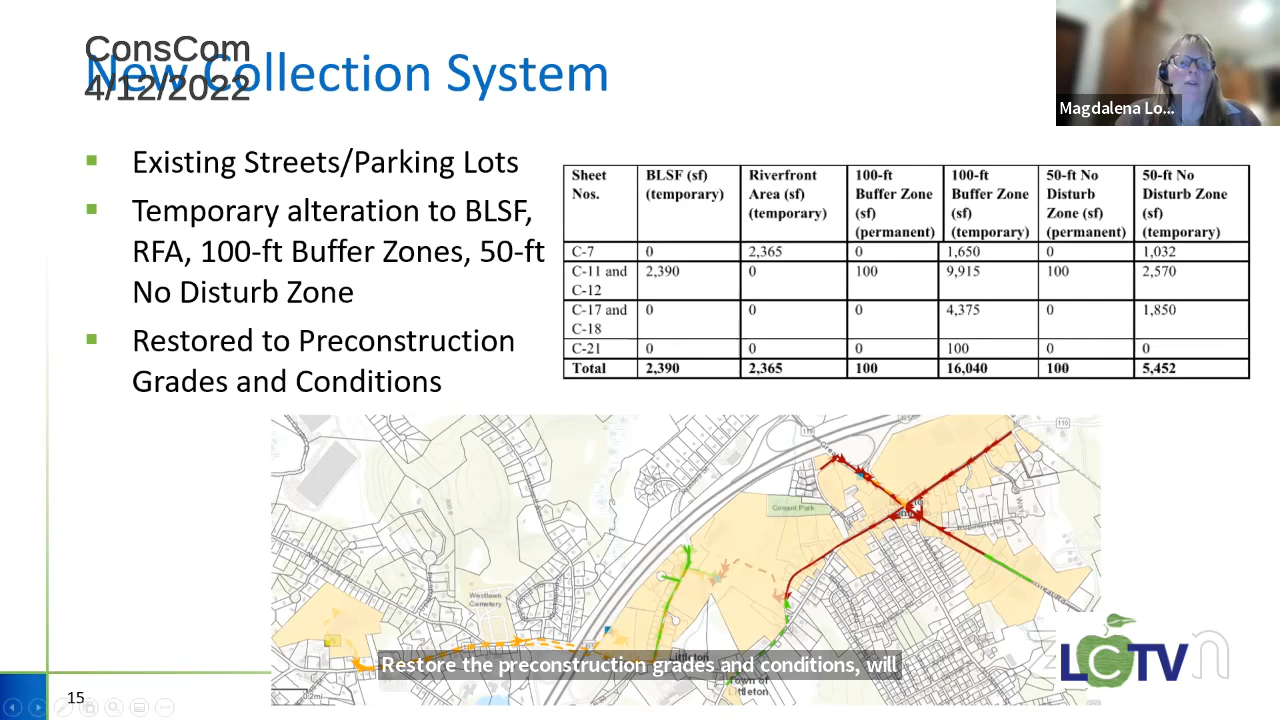 ConsCom
4/12/2022
New Collection System
Magdalena Lo...
Existing Streets/Parking Lots
Temporary alteration to BLSF,
RFA, 100-ft Buffer Zones, 50-ft
No Disturb Zone
Restored to Preconstruction
Grades and Conditions
Sheet Nos. BLSF (sf) (temporary) Riverfront Area (sf) (temporary) 100-ft Buffer Zone (sf) (permanent) 100-ft Buffer Zone (sf) (temporary) 50-ft No Disturb Zone (sf) (permanent) 50-ft No Disturb Zone (sf) (temporary)
C-7 0 2,365 0 1,650 0 1,032
C-11 and C-12 2,390 0 100 9,915 100 2,570
C-17 and C-18 0 0 0 4,375 0 1,850
C-21 0 0 0 100 0 0
Total 2,390 2,365 100 16,040 100 5,452
119
110
Conant Park
Westlawn
Cemetery
Littleton
Town of
Littleton
0.2mi
Restore the preconstruction grades and conditions, will
LCTV
15